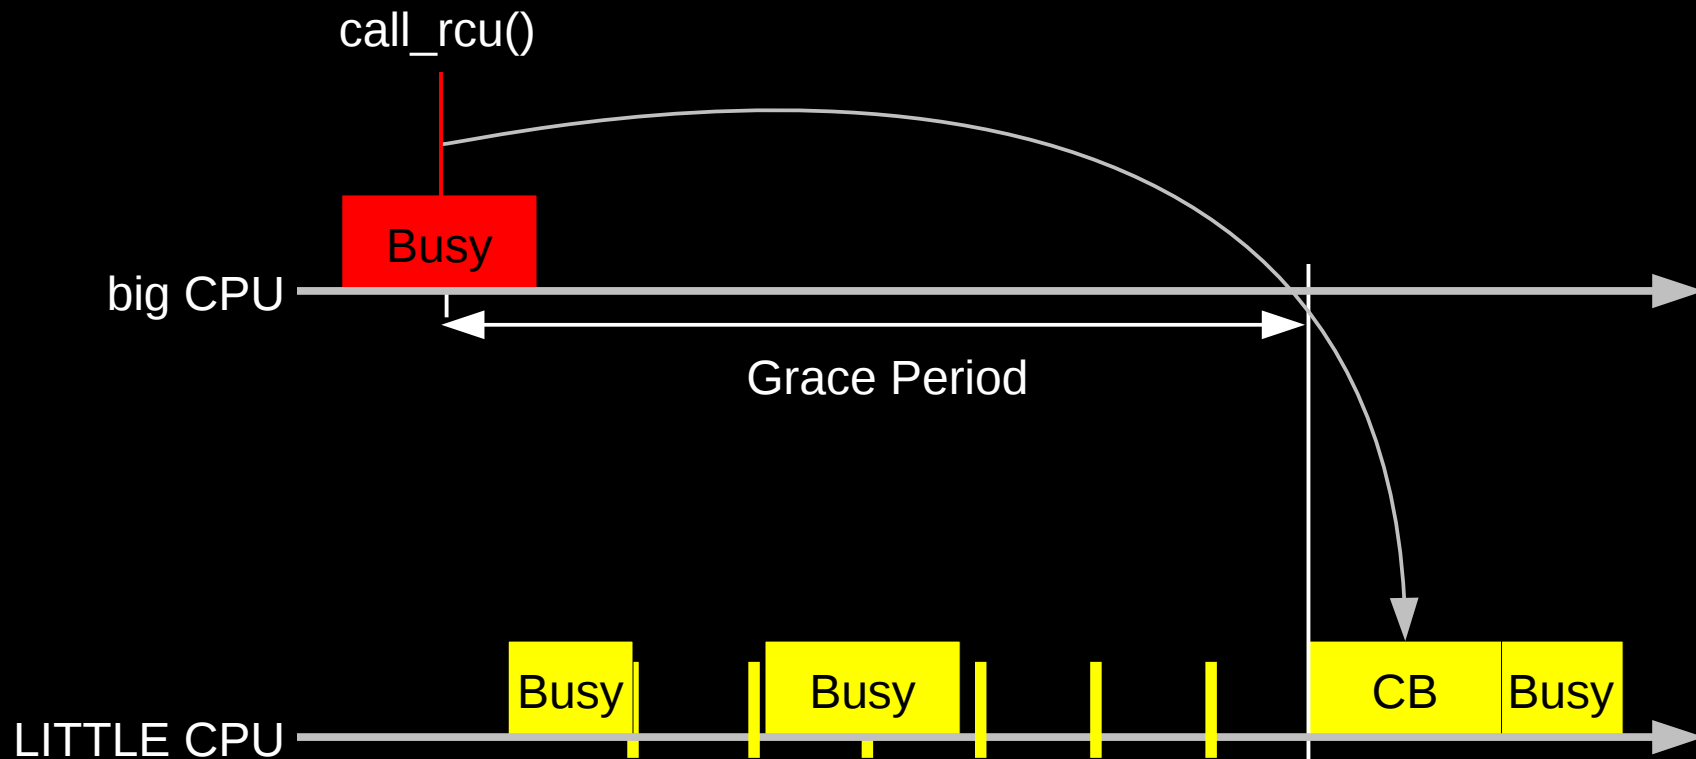 call_rcu()
Busy
big CPU
Grace Period
Busy
Busy
CB
Busy
LITTLE CPU